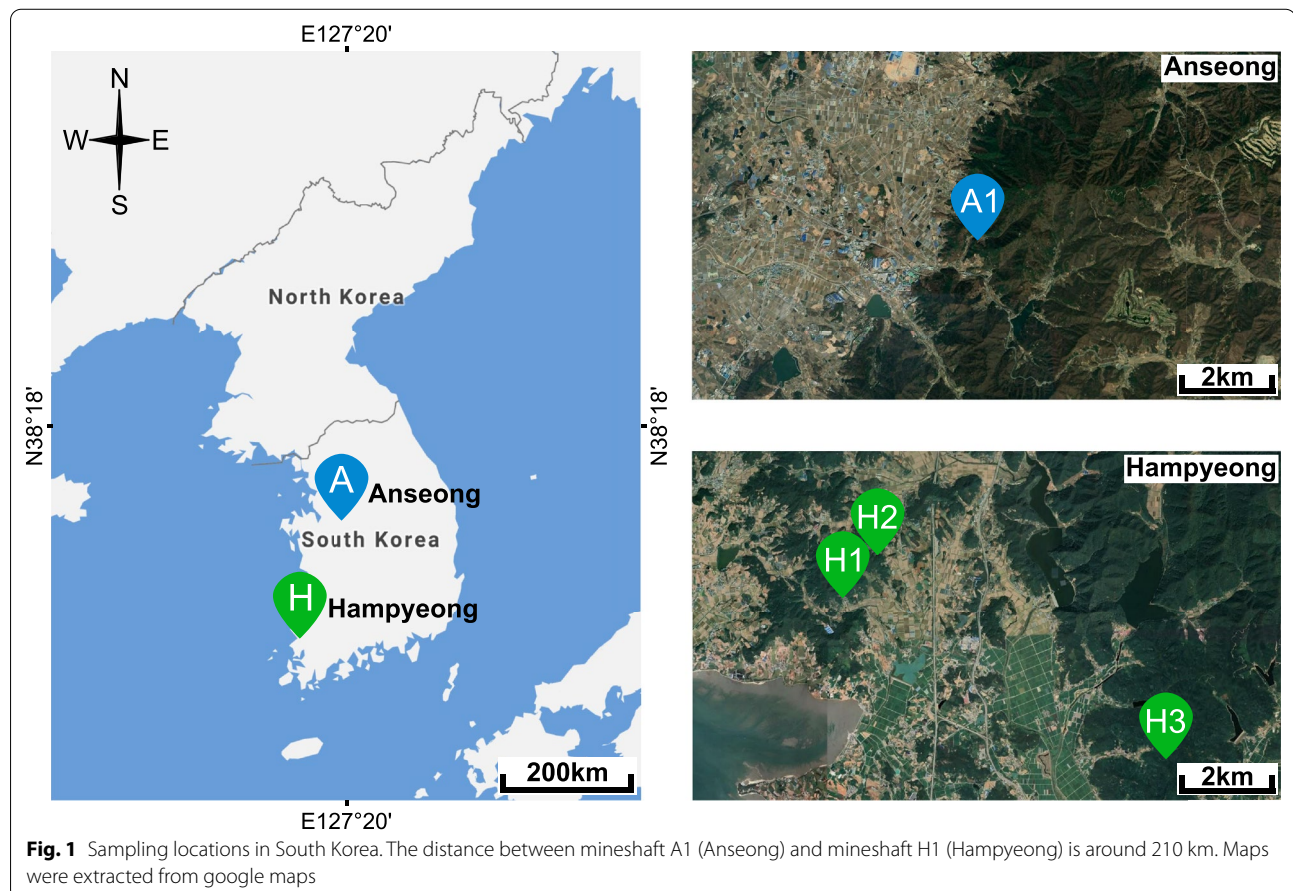 E127°20'
N
W E
S
North Korea
N38°18'
N38°18'
A
Anseong
South Korea
H
Hampyeong
200km
E127°20'
Anseong
A1
2km
Hampyeong
H2
H1
H3
2km
Fig. 1 Sampling locations in South Korea. The distance between mineshaft A1 (Anseong) and mineshaft H1 (Hampyeong) is around 210 km. Maps
were extracted from google maps